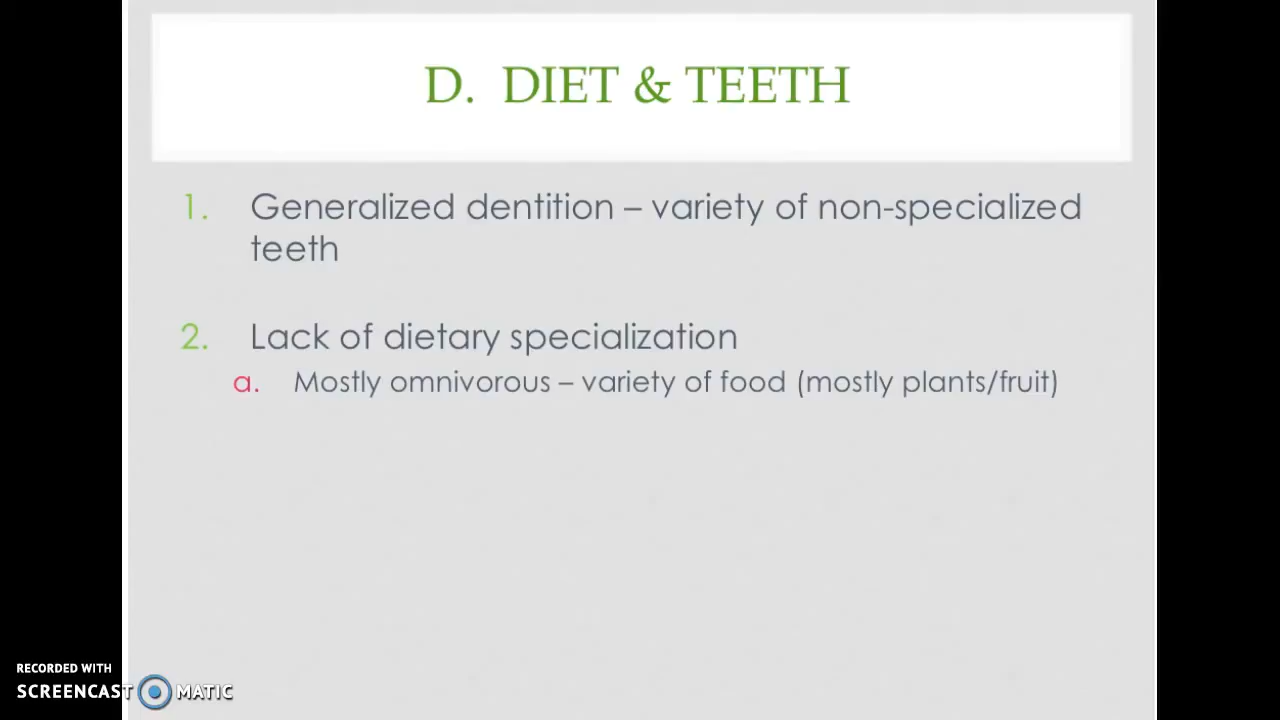 D. DIET & TEETH
1. Generalized dentition – variety of non-specialized
teeth
2. Lack of dietary specialization
a. Mostly omnivorous – variety of food (mostly plants/fruit)
RECORDED WITH
SCREENCAST MATIC